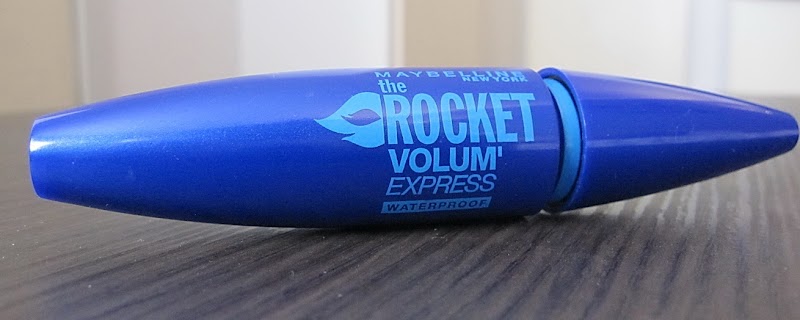 MAYBELLINE
NEW YORK
the
ROCKET
VOLUM'
EXPRESS
WATERPROOF